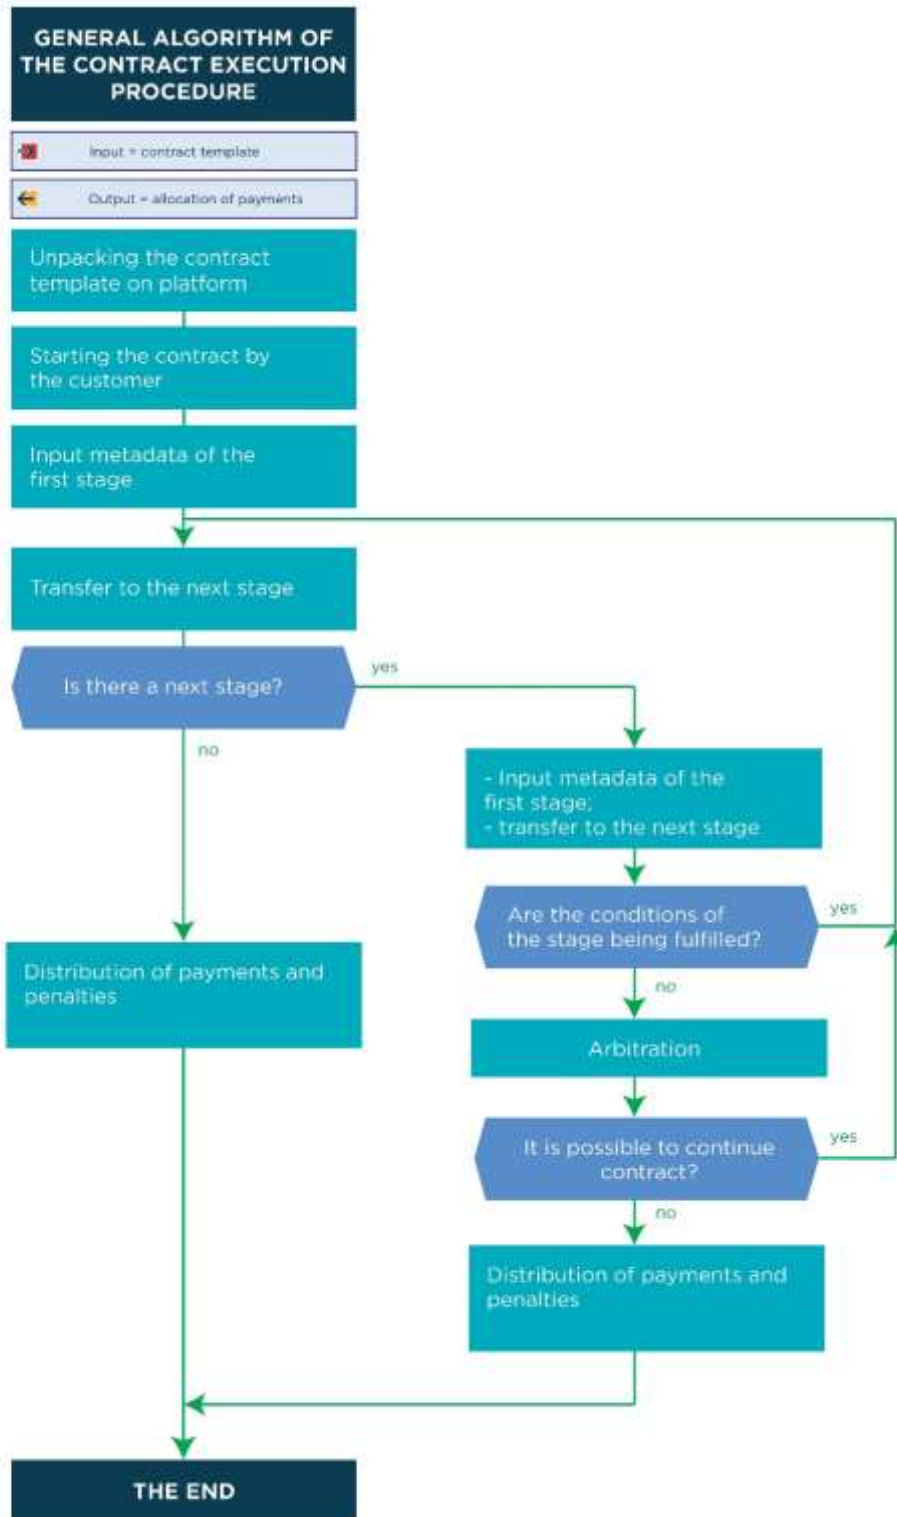 GENERAL ALGORITHM OF
THE CONTRACT EXECUTION
PROCEDURE
Input = contract template
Output = allocation of payments
Unpacking the contract
template on platform
Starting the contract by
the customer
Input metadata of the
first stage
Transfer to the next stage
Is there a next stage?
yes
no
- Input metadata of the
first stage;
- transfer to the next stage
Are the conditions of
the stage being fulfilled?
yes
no
Distribution of payments and
penalties
Arbitration
It is possible to continue
contract?
yes
no
Distribution of payments and
penalties
THE END